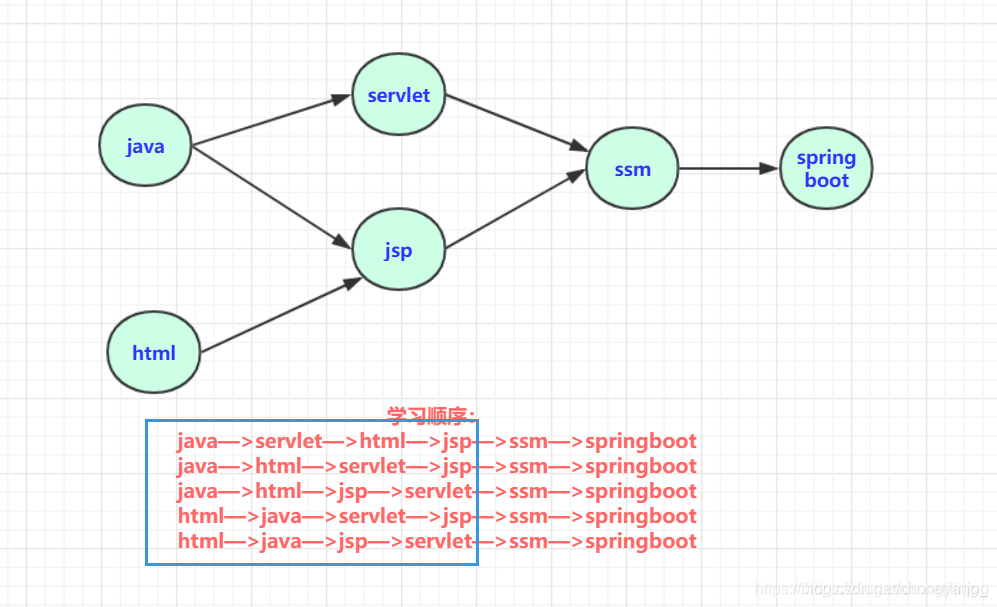 servlet
java
ssm
spring
boot
jsp
html
学习顺序:
java—>servlet—>html—>jsp—>ssm—>springboot
java—>html—>servlet—>jsp—>ssm—>springboot
java—>html—>jsp—>servlet—>ssm—>springboot
html—>java—>servlet—>jsp—>ssm—>springboot
html—>java—>jsp—>servlet—>ssm—>springboot